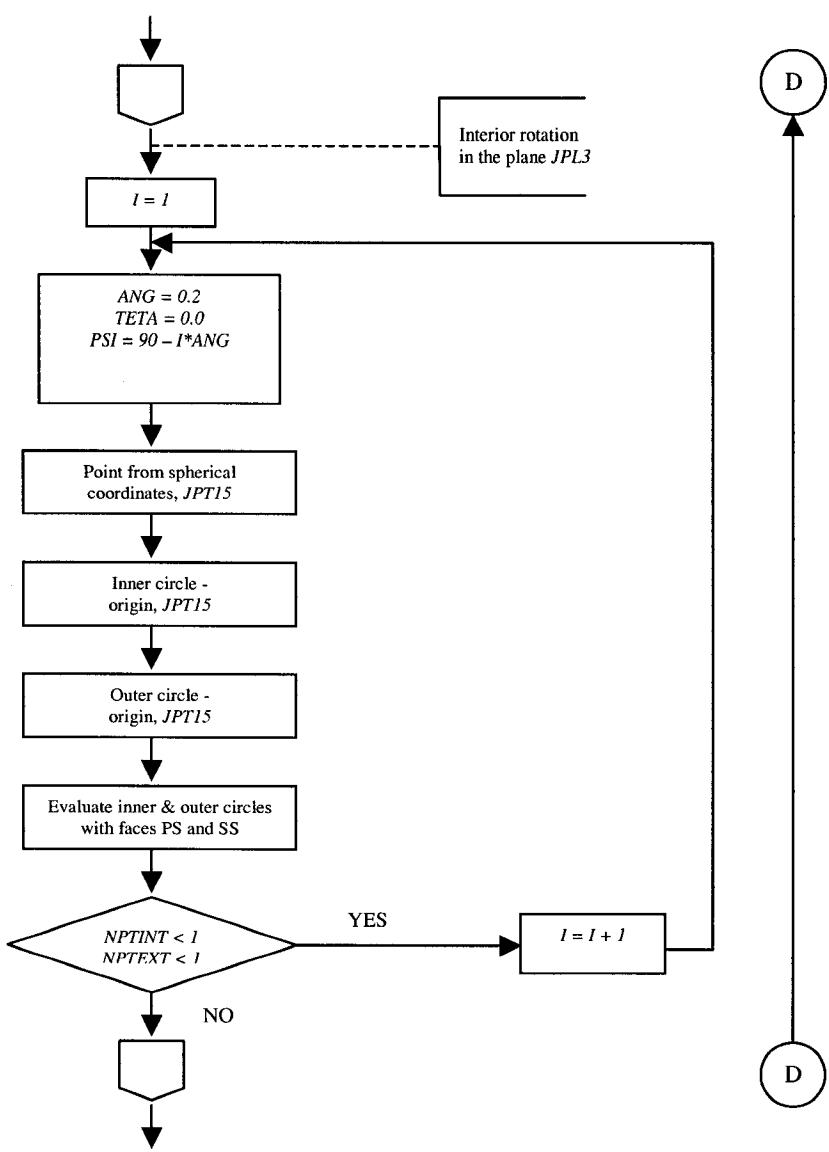 D
Interior rotation
in the plane JPL3
I = 1
ANG = 0.2
TETA = 0.0
PSI = 90 – I*ANG
Point from spherical
coordinates, JPT15
Inner circle -
origin, JPT15
Outer circle -
origin, JPT15
Evaluate inner & outer circles
with faces PS and SS
NPTINT < 1
NPTEXT < 1
YES
I = I + 1
NO
D